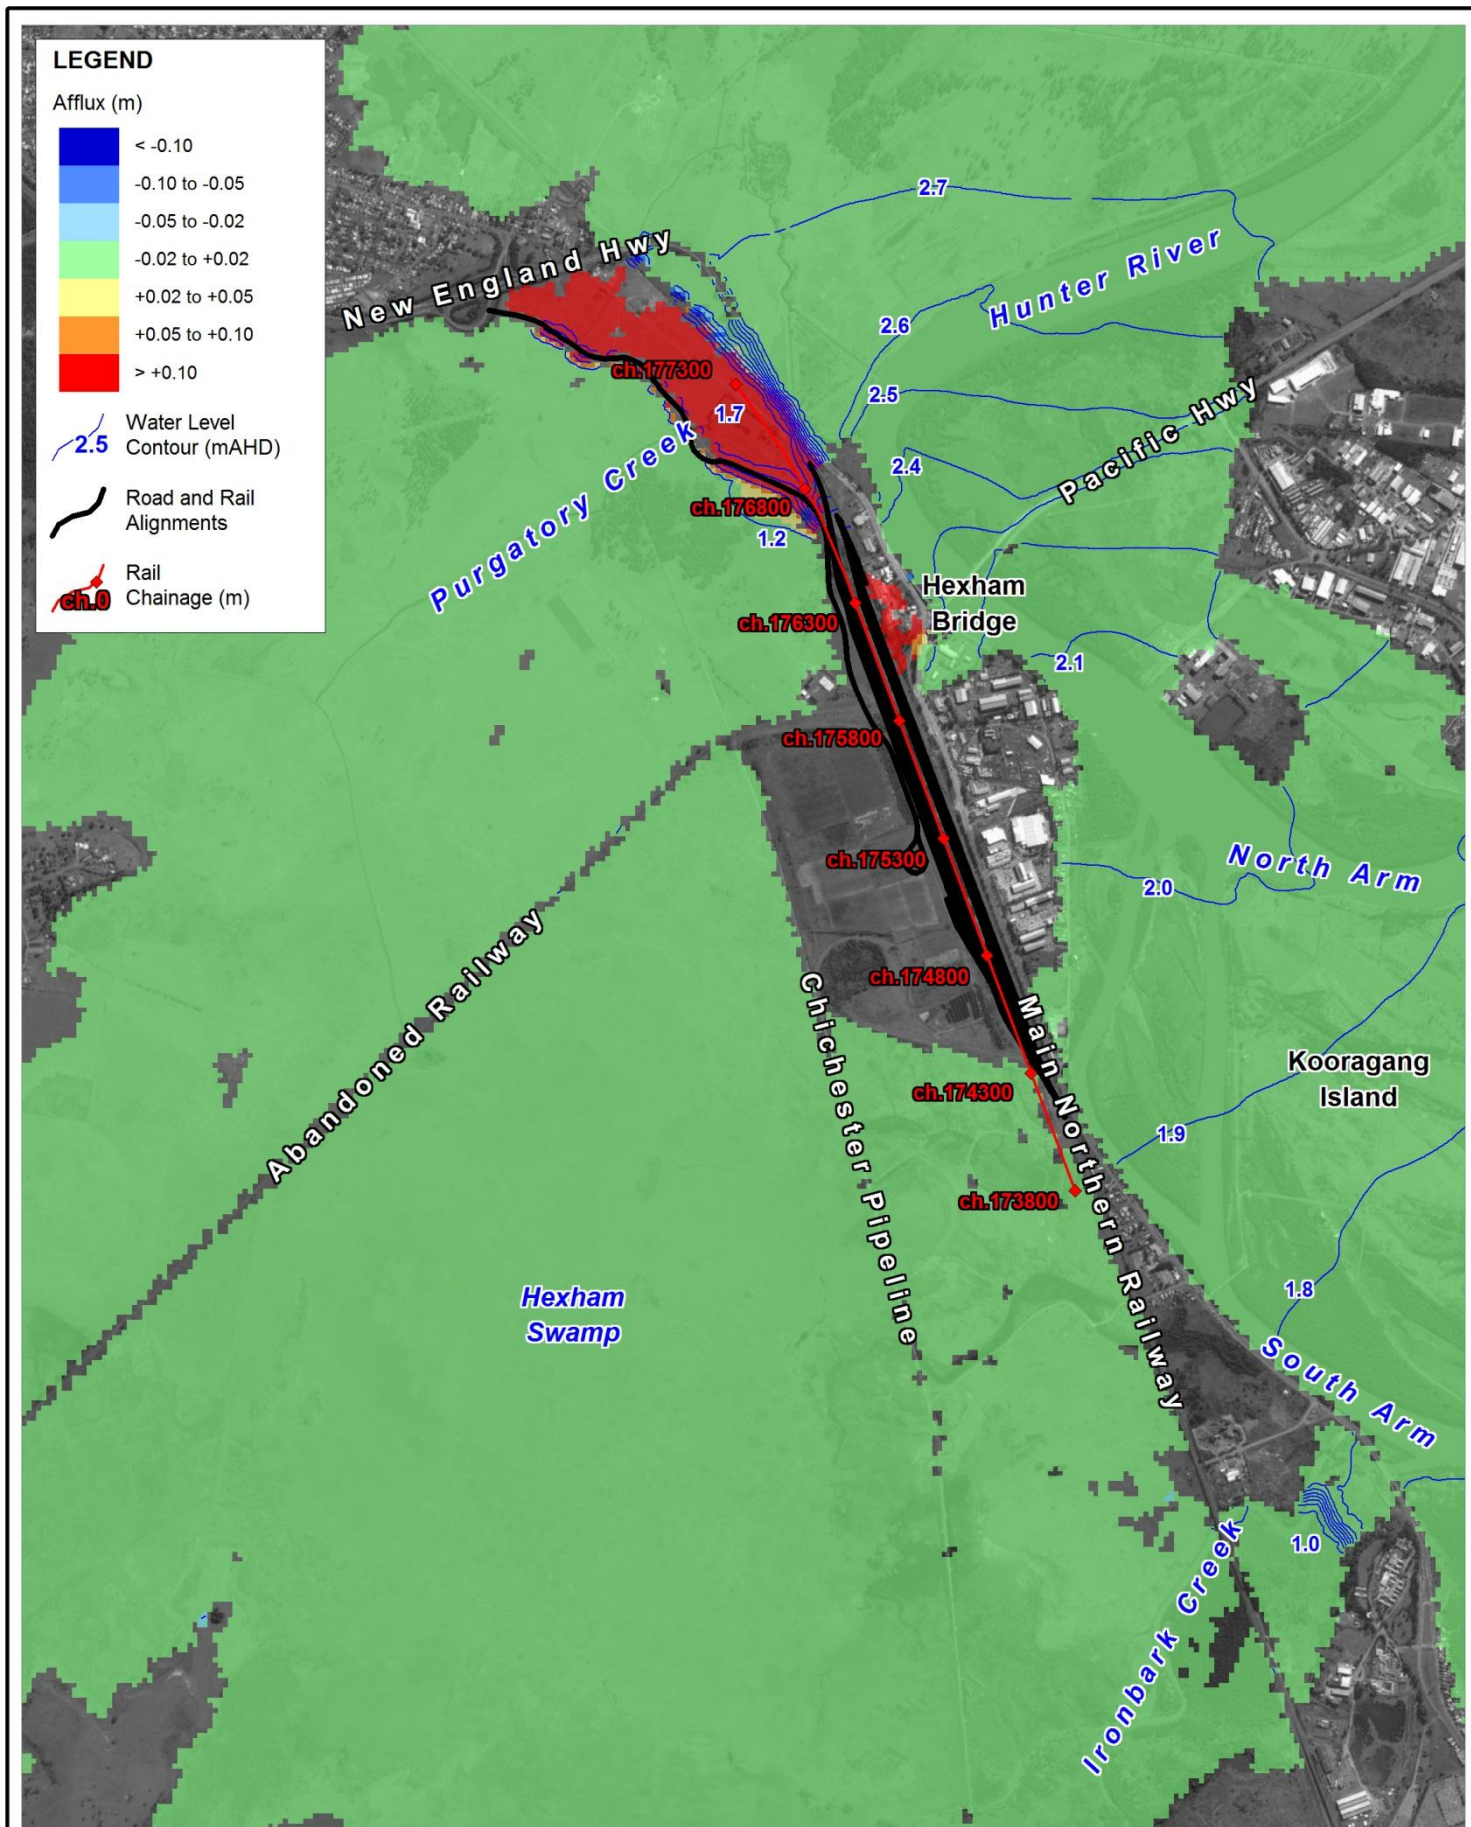 LEGEND
Afflux (m)
< -0.10
-0.10 to -0.05
-0.05 to -0.02
-0.02 to +0.02
+0.02 to +0.05
+0.05 to +0.10
> +0.10
2.5
Water Level
Contour (mAHD)
Road and Rail
Alignments
ch.0
Rail
Chainage (m)
2.7
New England Hwy
Hunter River
2.6
ch.177300
2.5
1.7
Pacific Hwy
Purgatory Creek
2.4
ch.176800
1.2
Hexham
Bridge
ch.176300
2.1
ch.175800
ch.175300
North Arm
2.0
Abandoned Railway
ch.174800
Chichester Pipeline
Main Northern Railway
Kooragang
Island
ch.174300
1.9
ch.173800
Hexham
Swamp
1.8
South Arm
1.0
Ironbark Creek